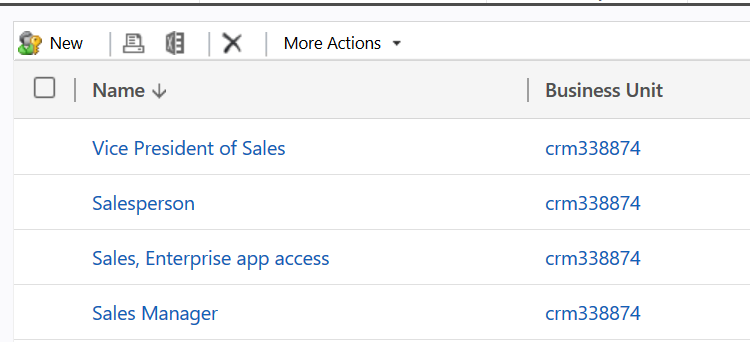 New More Actions
Name Business Unit
Vice President of Sales crm338874
Salesperson crm338874
Sales, Enterprise app access crm338874
Sales Manager crm338874